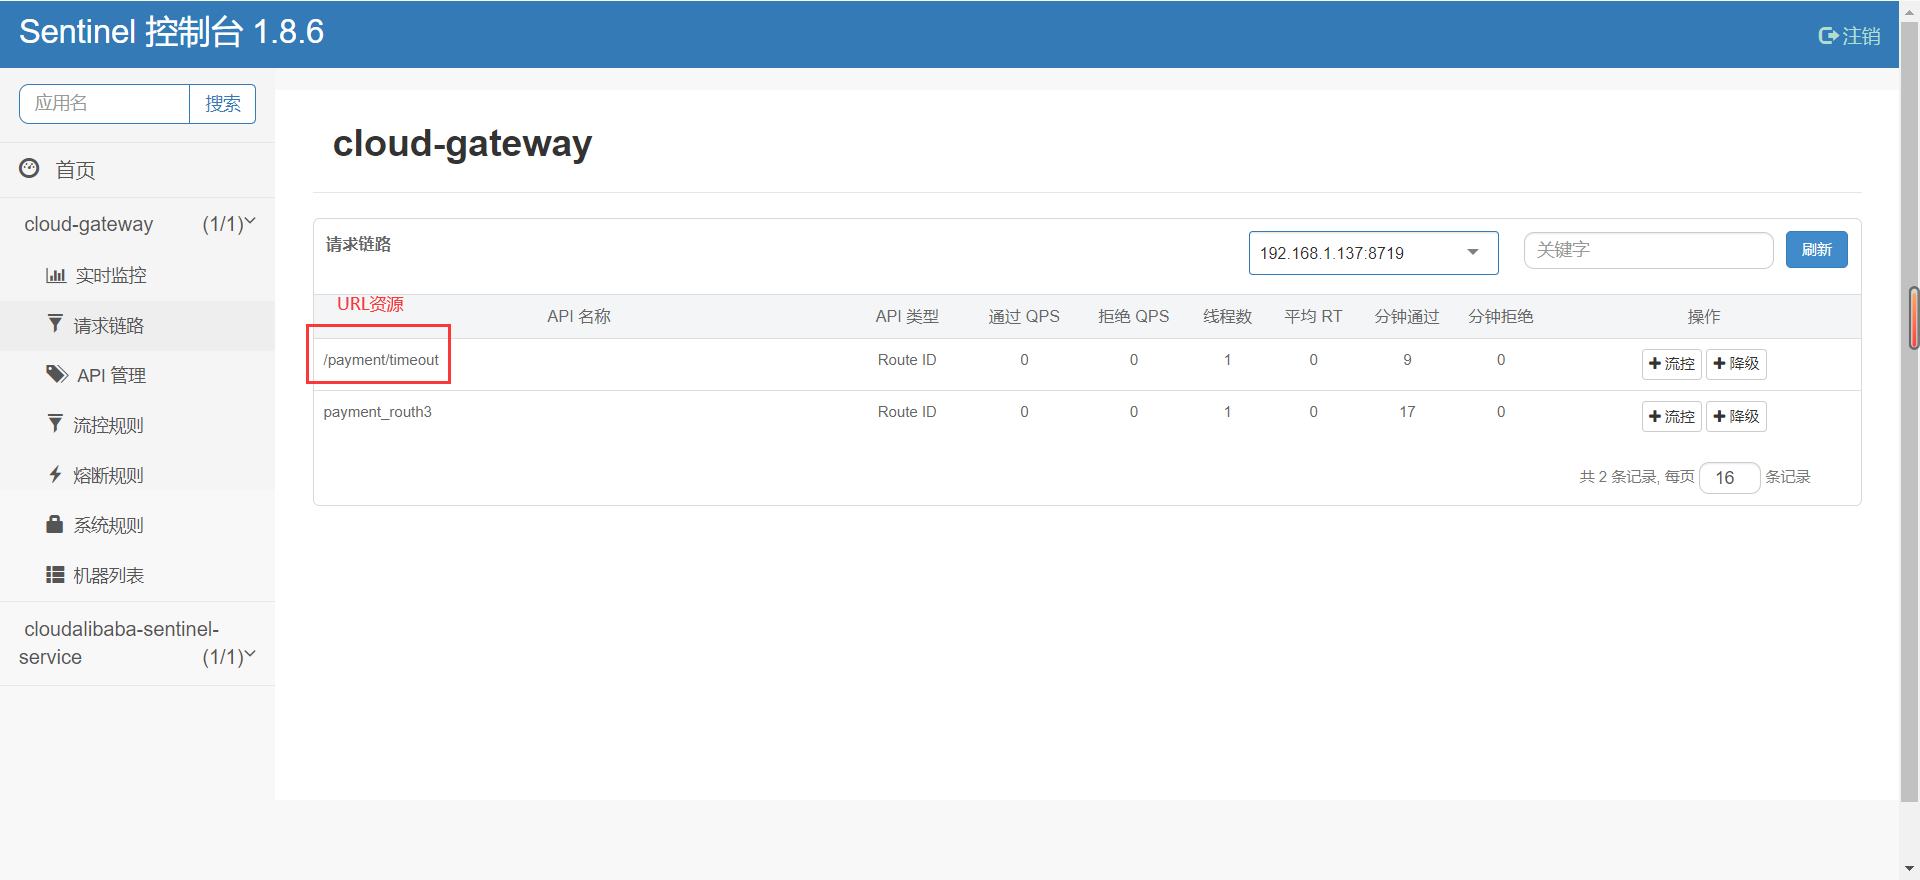 Sentinel 控制台 1.8.6
注销
应用名
搜索
首页
cloud-gateway (1/1)
实时监控
请求链路
API 管理
流控规则
熔断规则
系统规则
机器列表
cloudalibaba-sentinel-
service (1/1)
cloud-gateway
请求链路
192.168.1.137:8719
关键字
刷新
URL资源
API 名称 API 类型 通过 QPS 拒绝 QPS 线程数 平均 RT 分钟通过 分钟拒绝 操作
/payment/timeout Route ID 0 0 1 0 9 0 流控 降级
payment_routh3 Route ID 0 0 1 0 17 0 流控 降级
共 2 条记录, 每页 16 条记录